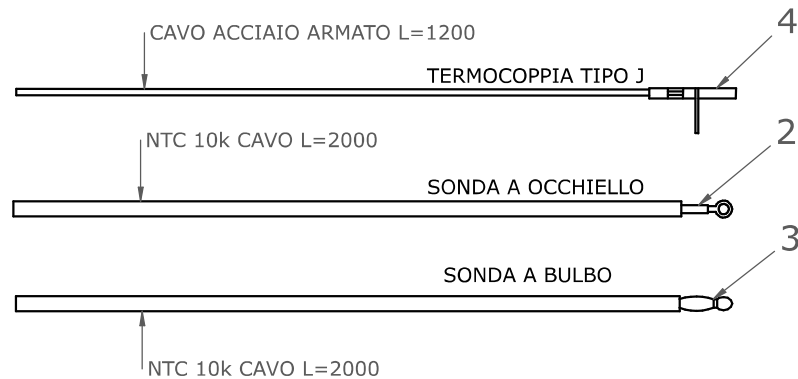 CAVO ACCIAIO ARMATO L=1200
4
TERMOCOPPIA TIPO J
NTC 10k CAVO L=2000
2
SONDA A OCCHIELLO
3
SONDA A BULBO
NTC 10k CAVO L=2000